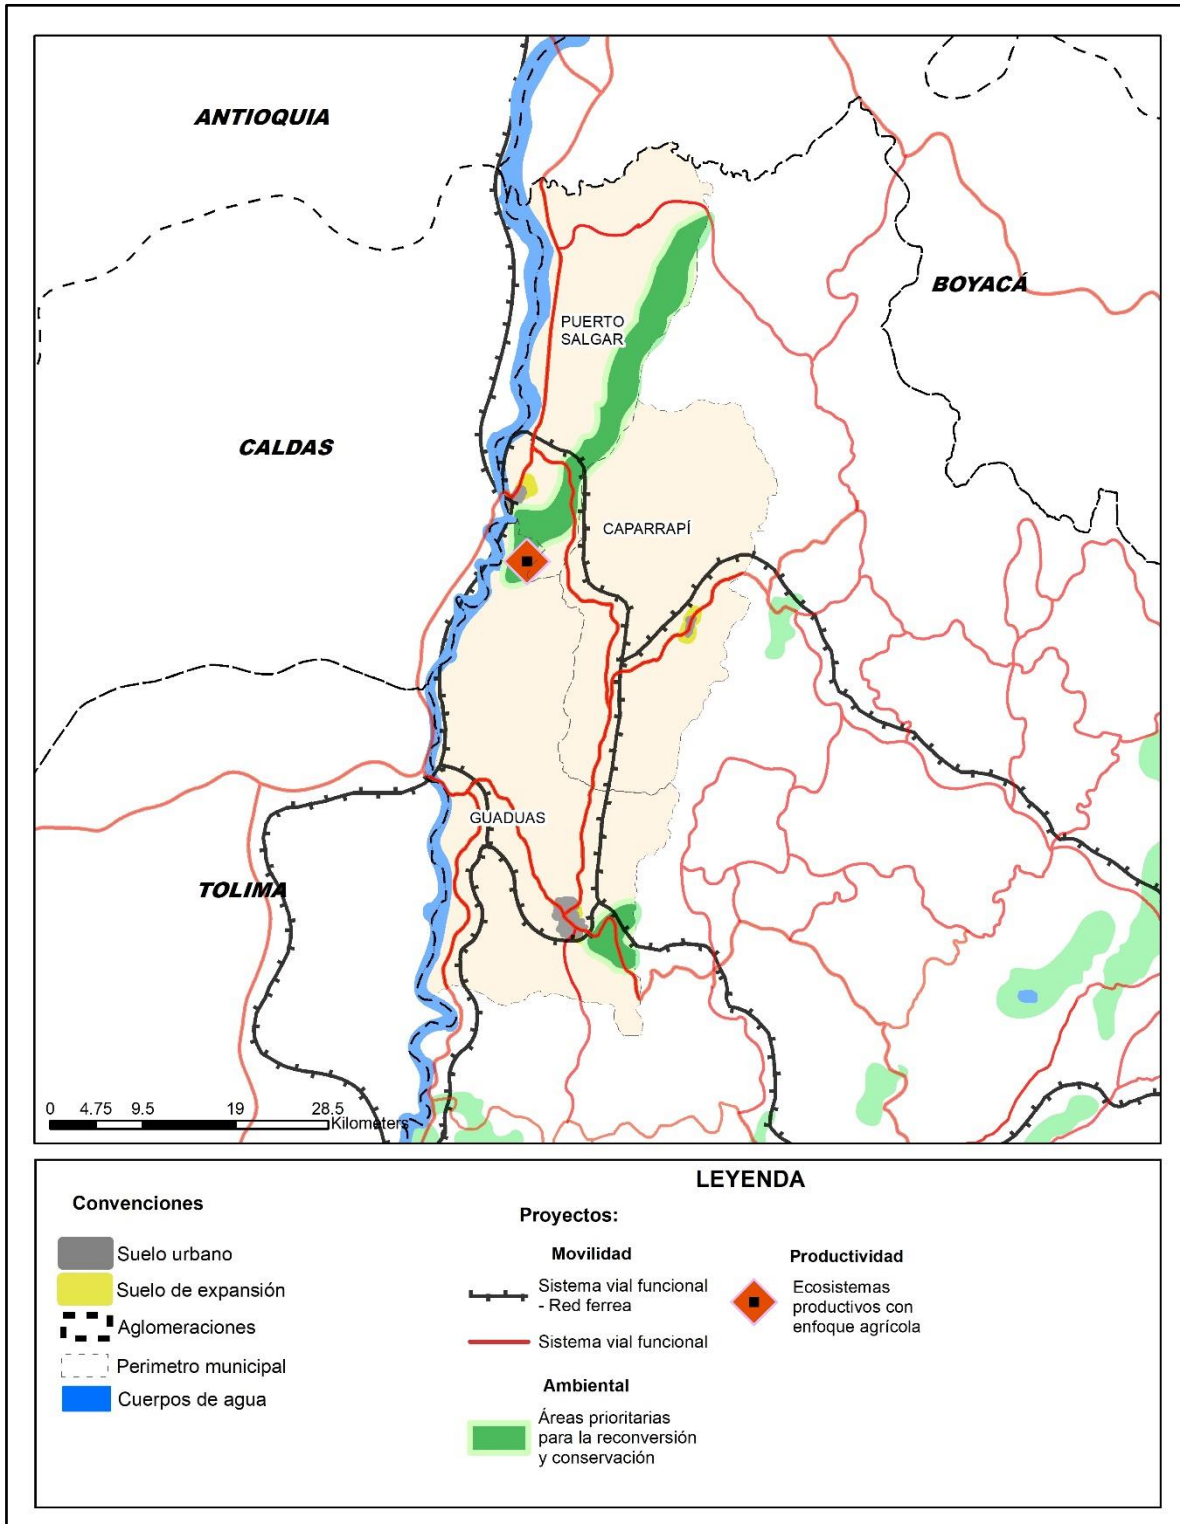 ANTIOQUIA
BOYACÁ
PUERTO
SALGAR
CALDAS
CAPARRAPÍ
GUADUAS
TOLIMA
0 4.75 9.5 19 28.5
Kilometers
LEYENDA
Convenciones
Suelo urbano
Suelo de expansión
Aglomeraciones
Perimetro municipal
Cuerpos de agua
Proyectos:
Movilidad
Sistema vial funcional
- Red ferrea
Sistema vial funcional
Ambiental
Áreas prioritarias
para la reconversión
y conservación
Productividad
Ecosistemas
productivos con
enfoque agrícola